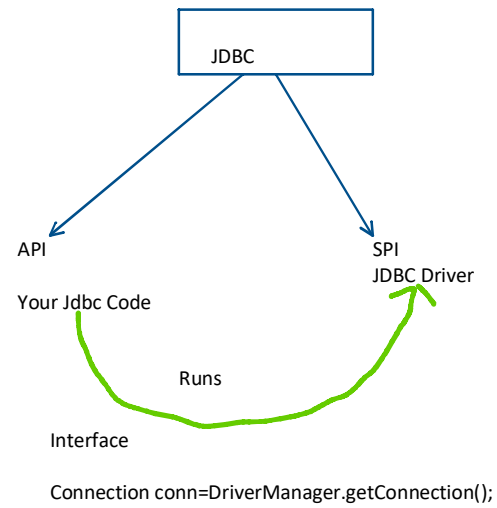 JDBC
API
SPI
JDBC Driver
Your Jdbc Code
Runs
Interface
Connection conn=DriverManager.getConnection();